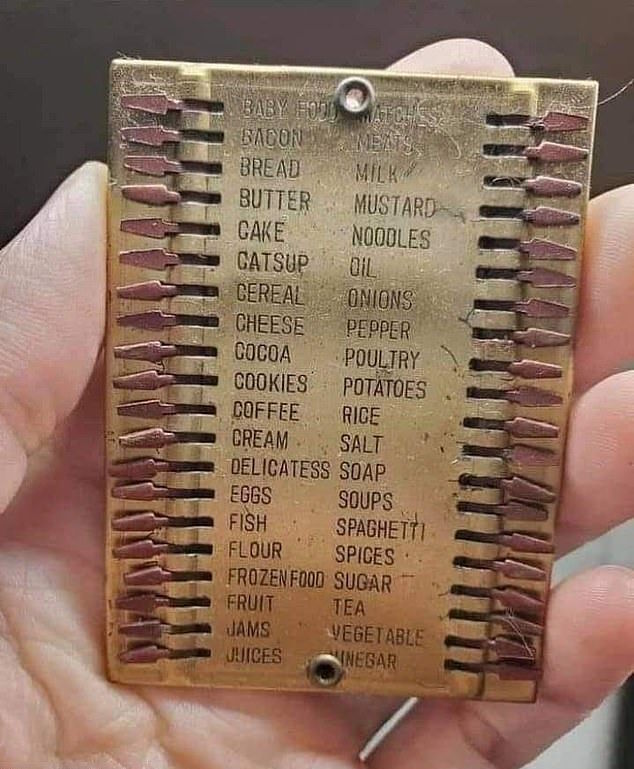 BABY FOOD MATCHES
BACON MEATS
BREAD MILK
BUTTER MUSTARD
CAKE NOODLES
CATSUP OIL
CEREAL ONIONS
CHEESE PEPPER
COCOA POULTRY
COOKIES POTATOES
COFFEE RICE
CREAM SALT
DELICATESS SOAP
EGGS SOUPS
FISH SPAGHETTI
FLOUR SPICES
FROZEN FOOD SUGAR
FRUIT TEA
JAMS VEGETABLE
JUICES VINEGAR